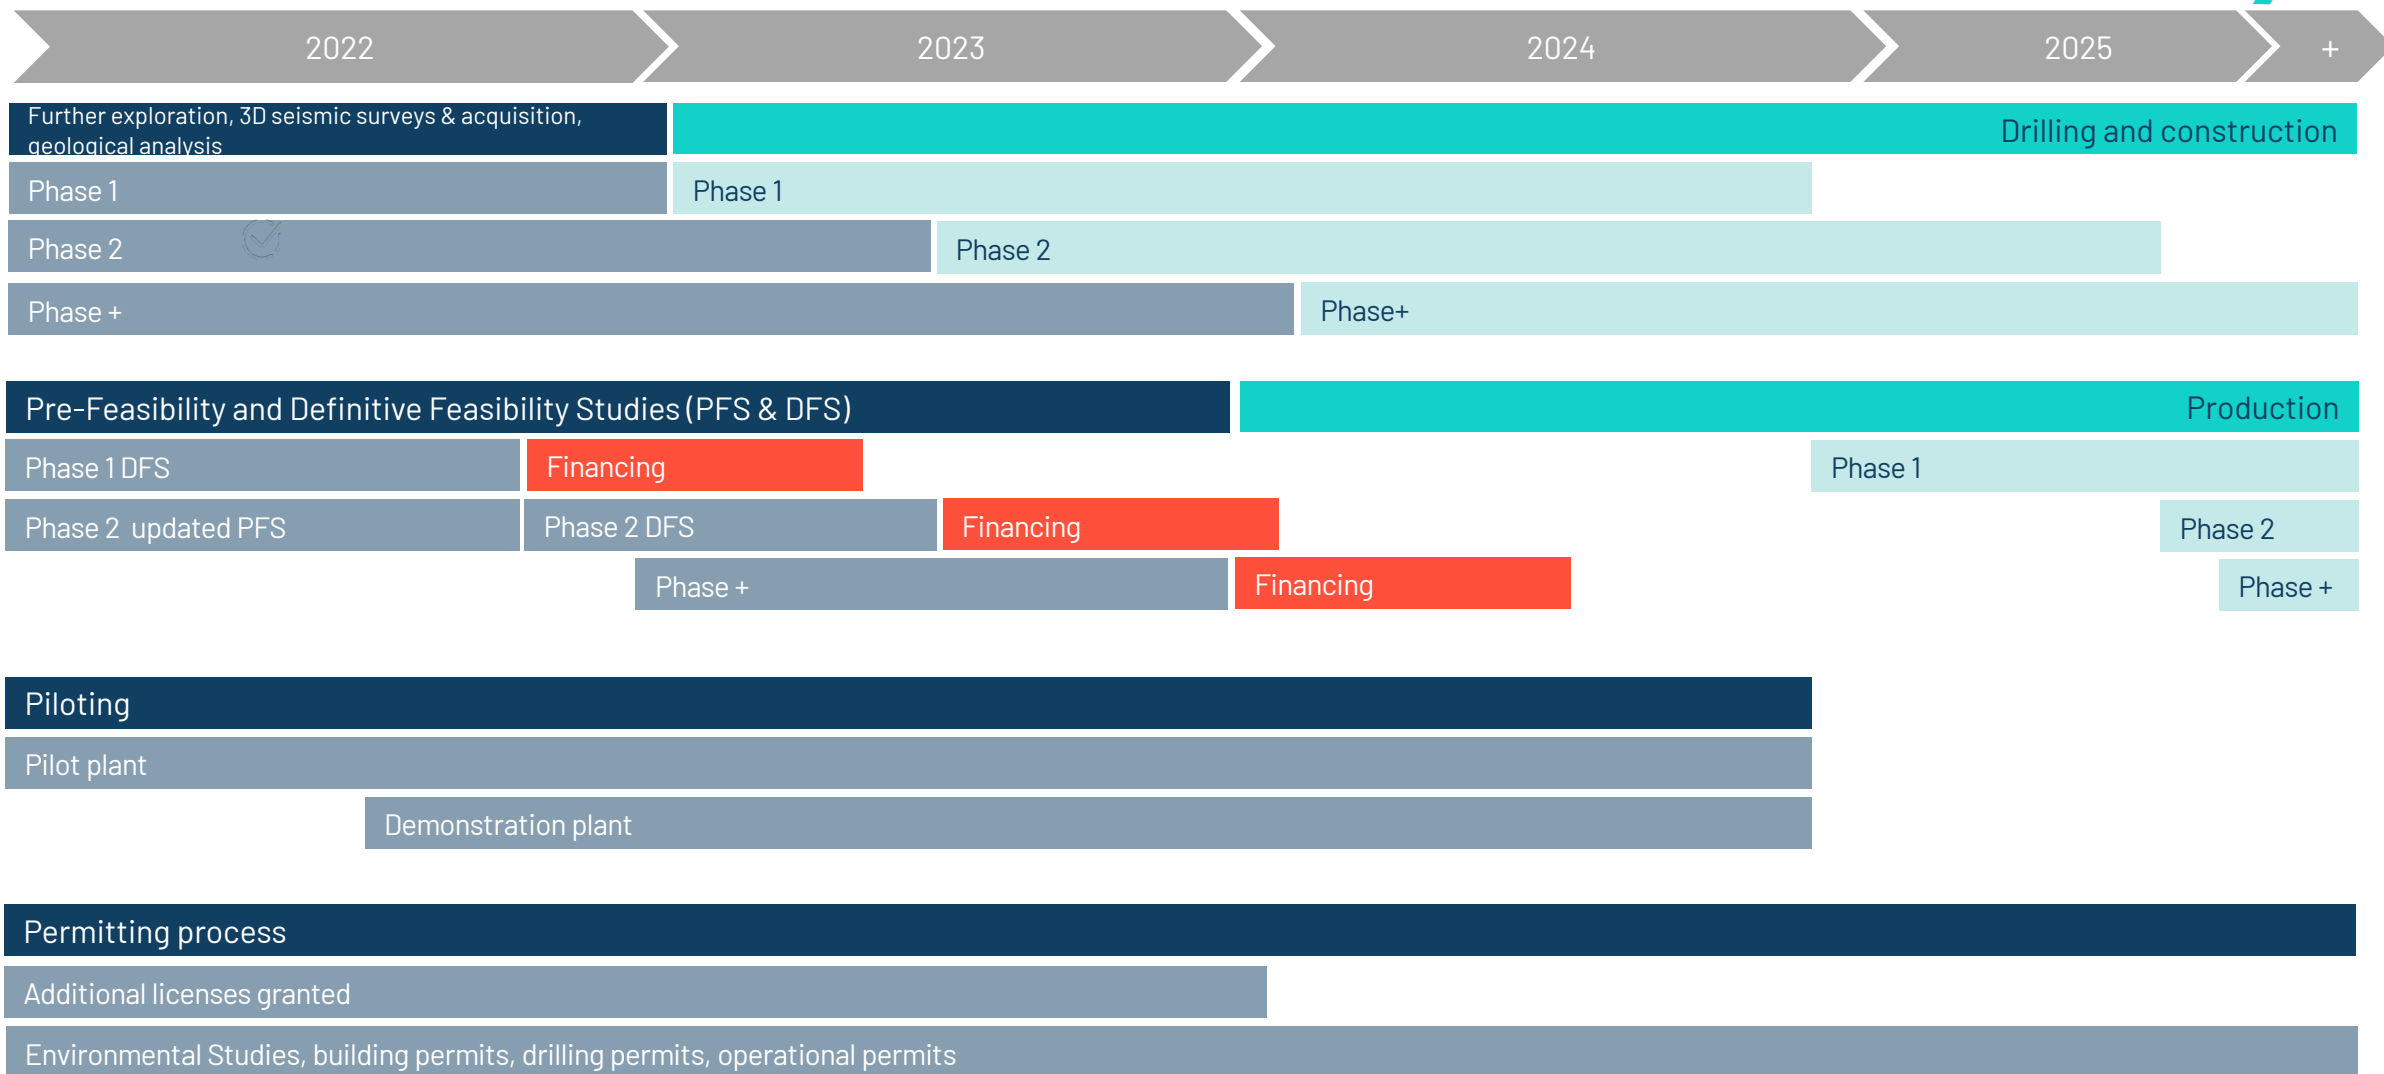 2022 2023 2024 2025 +
Further exploration, 3D seismic surveys & acquisition,
geological analysis
Drilling and construction
Phase 1 Phase 1
Phase 2 Phase 2
Phase + Phase+
Pre-Feasibility and Definitive Feasibility Studies (PFS & DFS) Production
Phase 1 DFS Financing Phase 1
Phase 2 updated PFS Phase 2 DFS Financing Phase 2
Phase + Financing Phase +
Piloting
Pilot plant
Demonstration plant
Permitting process
Additional licenses granted
Environmental Studies, building permits, drilling permits, operational permits